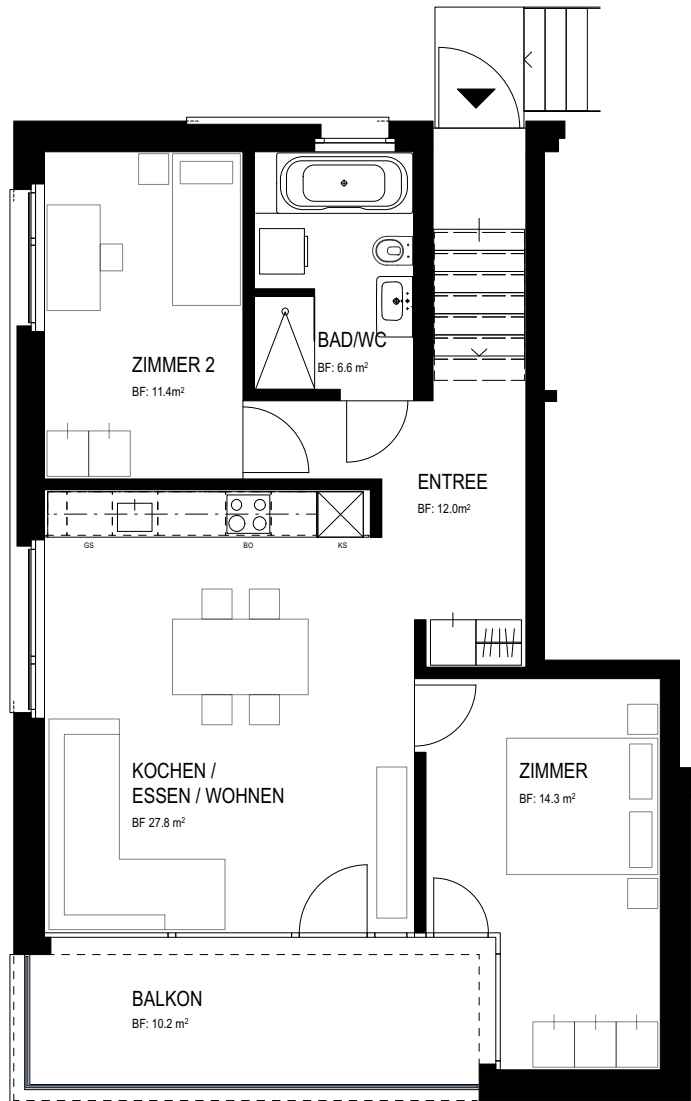 ZIMMER 2
BF: 11.4m²
BAD/WC
BF: 6.6 m²
ENTREE
BF: 12.0m²
GS
BO
KS
KOCHEN /
ESSEN / WOHNEN
BF 27.8 m²
ZIMMER
BF: 14.3 m²
BALKON
BF: 10.2 m²